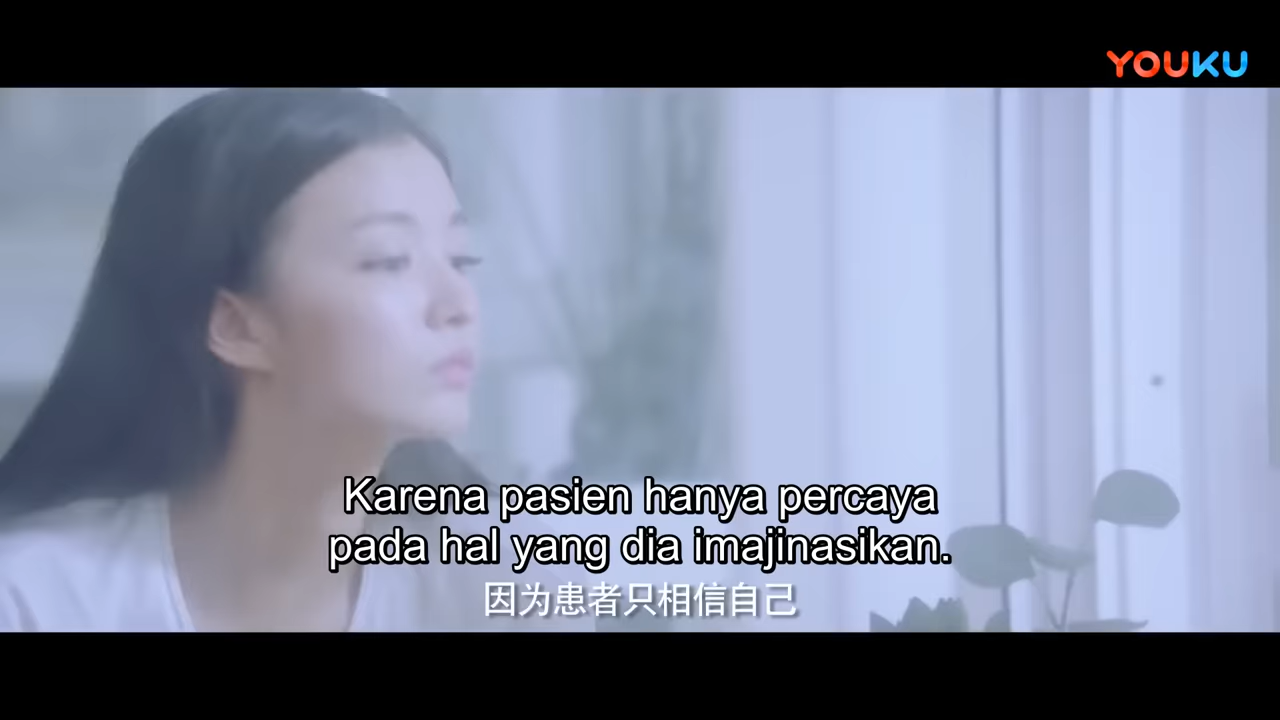 YOUKU
Karena pasien hanya percaya
pada hal yang dia imajinasikan.
因为患者只相信自己